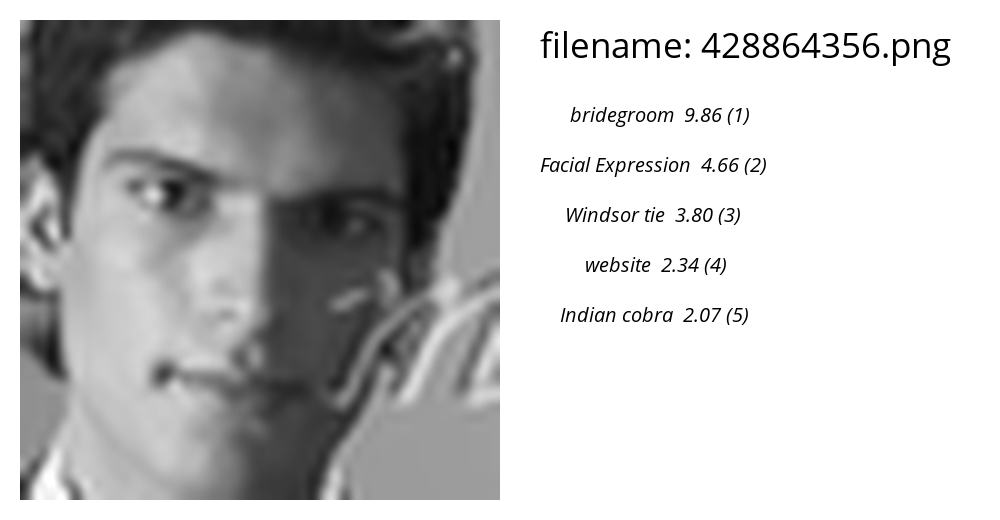 filename: 428864356.png
bridegroom 9.86 (1)
Facial Expression 4.66 (2)
Windsor tie 3.80 (3)
website 2.34 (4)
Indian cobra 2.07 (5)